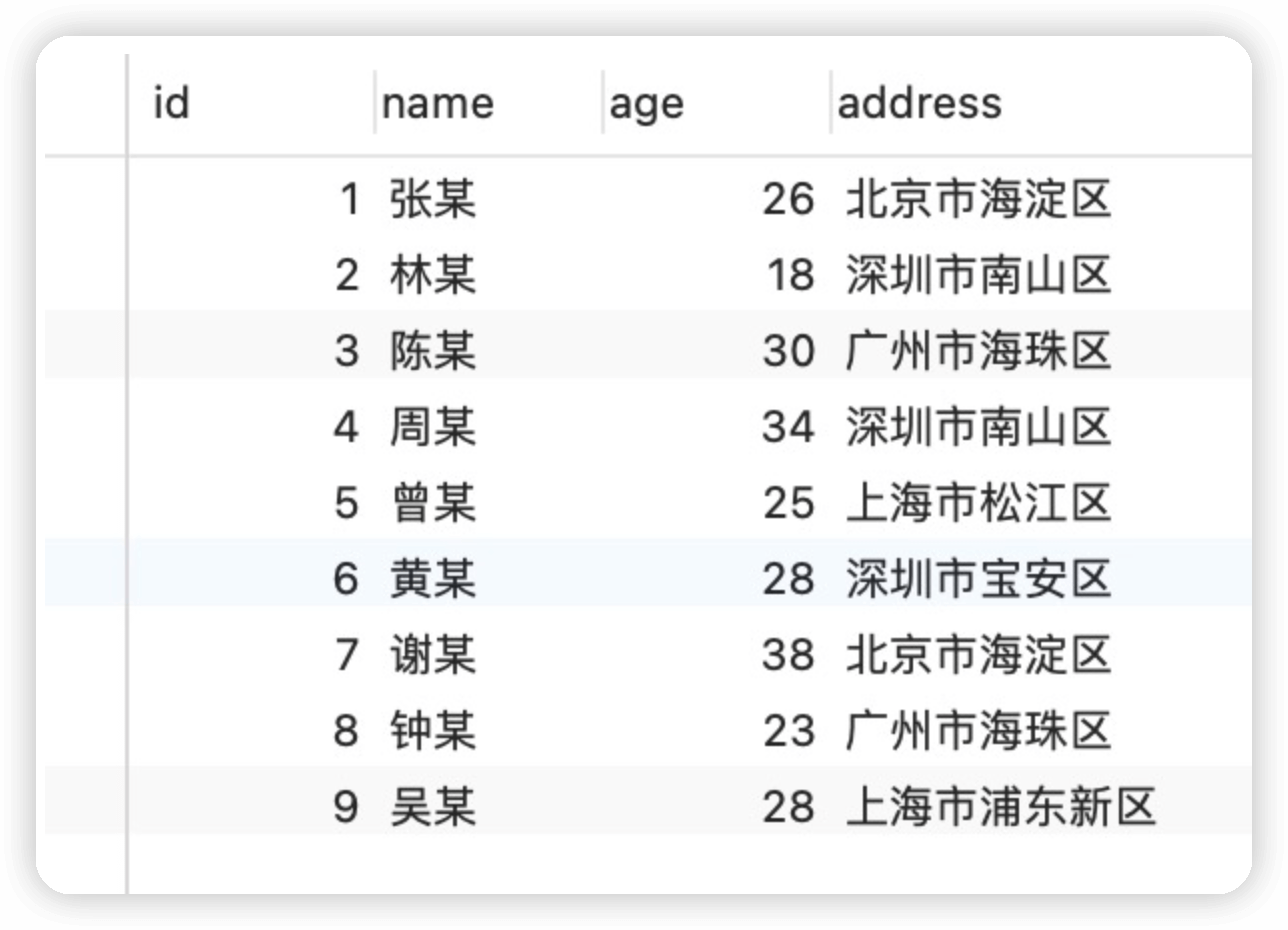 id name age address
1 张某 26 北京市海淀区
2 林某 18 深圳市南山区
3 陈某 30 广州市海珠区
4 周某 34 深圳市南山区
5 曾某 25 上海市松江区
6 黄某 28 深圳市宝安区
7 谢某 38 北京市海淀区
8 钟某 23 广州市海珠区
9 吴某 28 上海市浦东新区